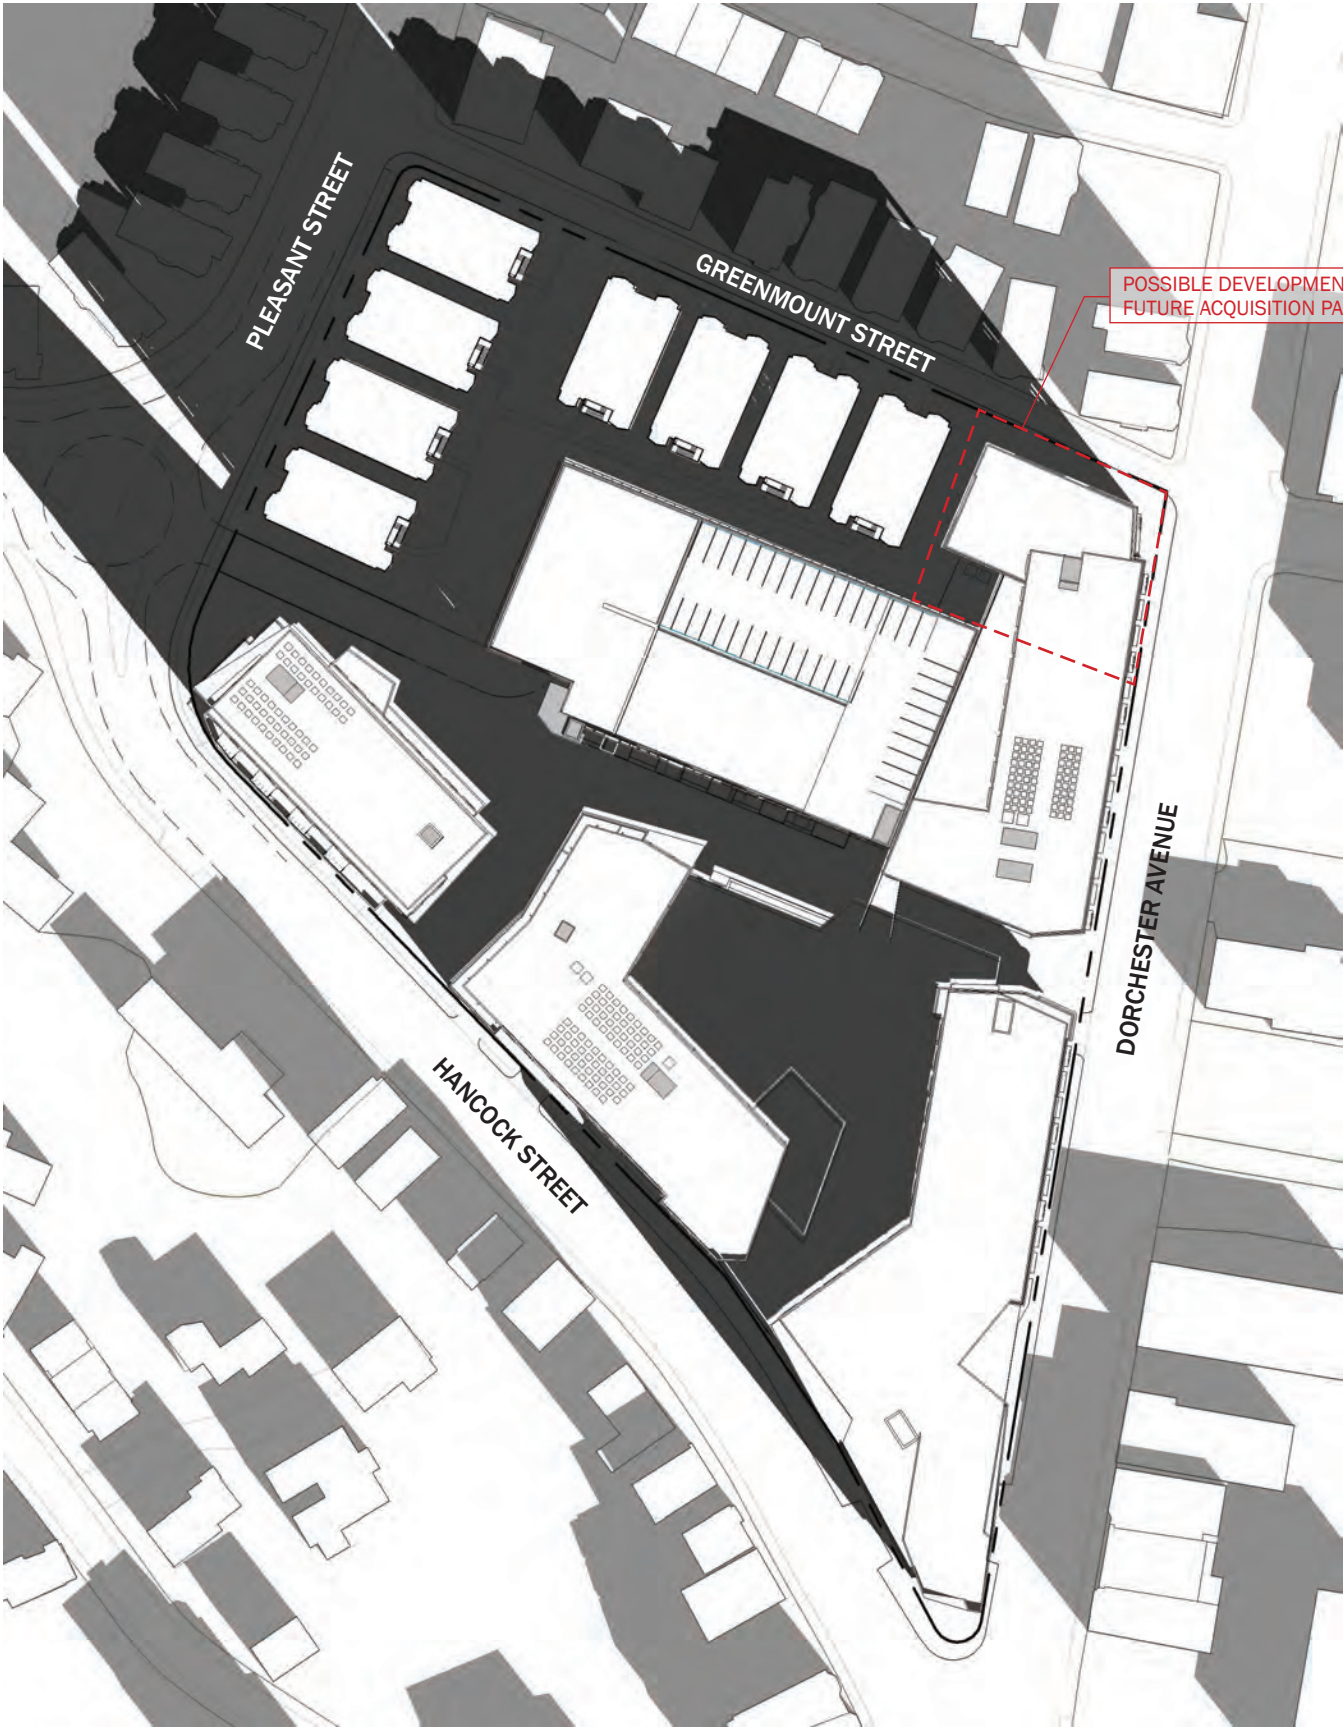 PLEASANT STREET
GREENMOUNT STREET
POSSIBLE DEVELOPMEN
FUTURE ACQUISITION PA
DORCHESTER AVENUE
HANCOCK STREET